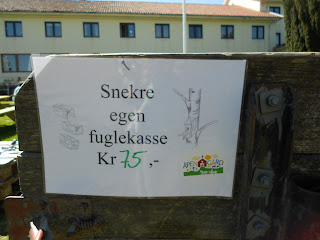 Snekre
egen
fuglekasse
Kr 75,-